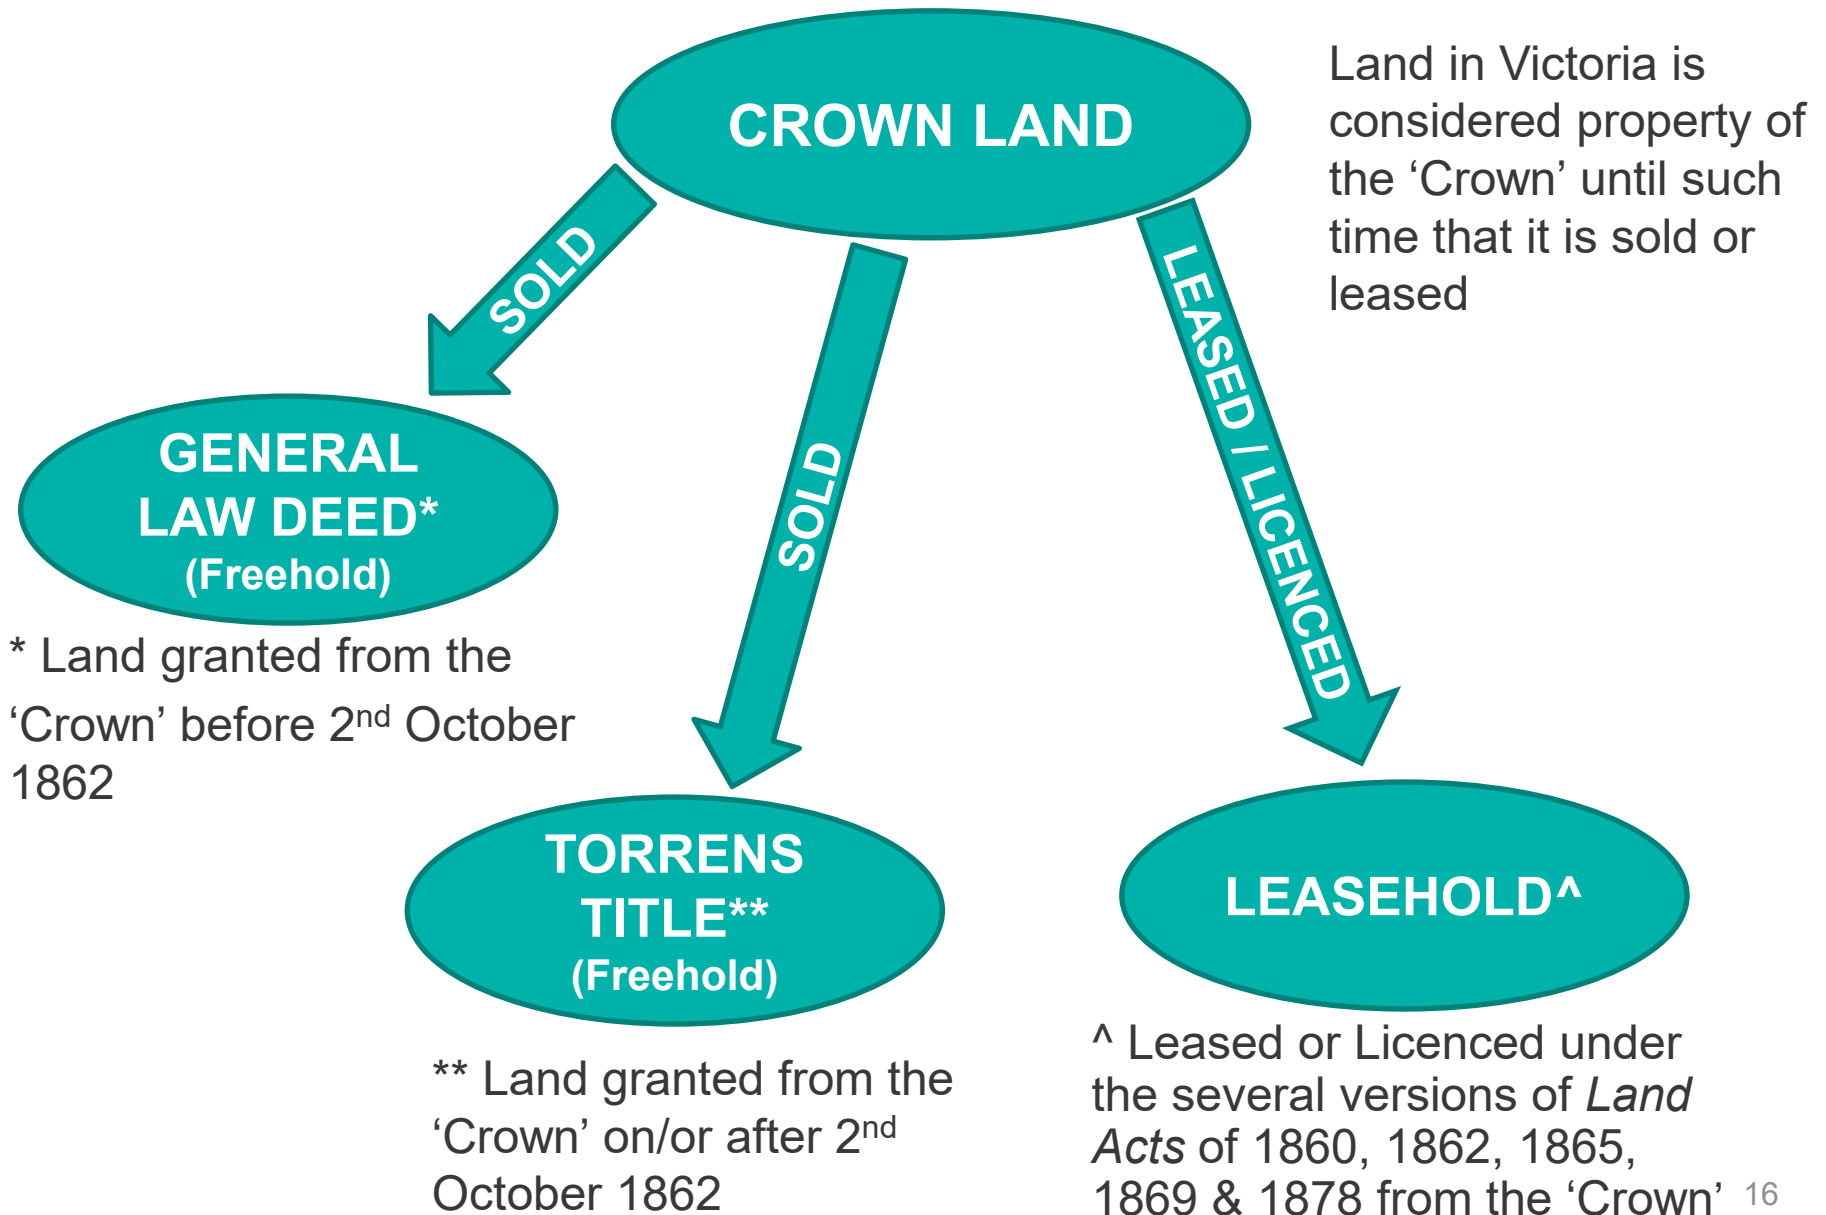 CROWN LAND
Land in Victoria is
considered property of
the ‘Crown’ until such
time that it is sold or
leased
SOLD
SOLD
LEASED / LICENCED
GENERAL
LAW DEED*
(Freehold)
* Land granted from the
‘Crown’ before 2nd October
1862
TORRENS
TITLE**
(Freehold)
** Land granted from the
‘Crown’ on/or after 2nd
October 1862
LEASEHOLD^
^ Leased or Licenced under
the several versions of Land
Acts of 1860, 1862, 1865,
1869 & 1878 from the ‘Crown’
16